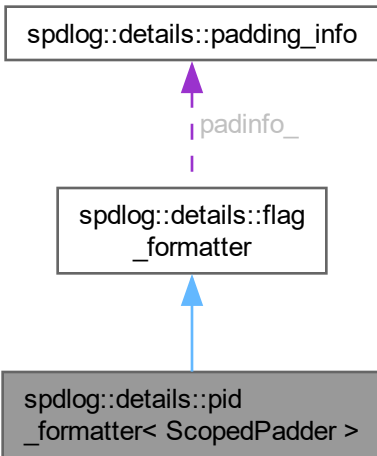 spdlog::details::padding_info
padinfo_
spdlog::details::flag
_formatter
spdlog::details::pid
_formatter< ScopedPadder >